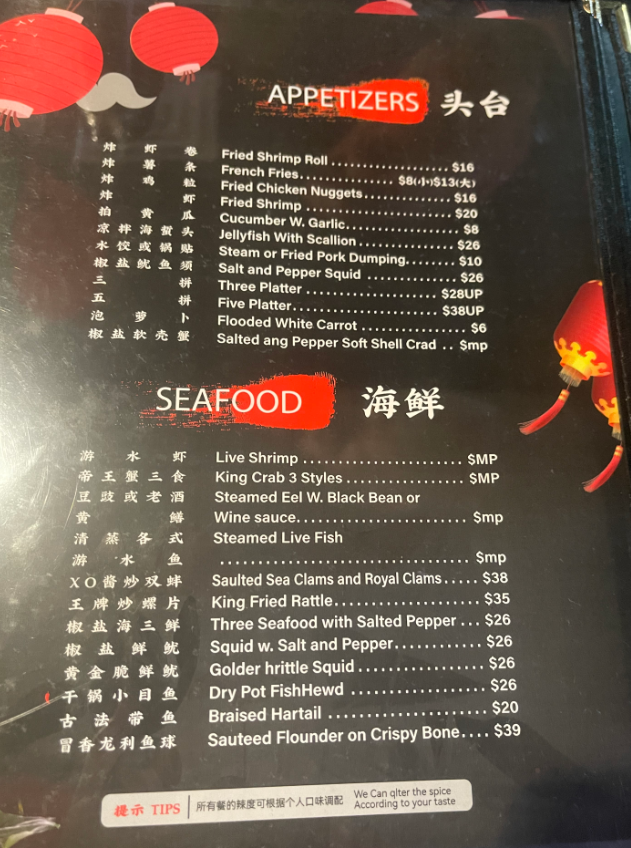 APPETIZERS 头台
炸虾卷 Fried Shrimp Roll .................... $16
炸薯条 French Fries................ $8(小)$13(大)
炸鸡粒 Fried Chicken Nuggets.............. $16
炸虾 Fried Shrimp ........................ $20
拍黄瓜 Cucumber W. Garlic.................. $8
凉拌海蜇头 Jellyfish With Scallion................ $26
水饺或锅贴 Steam or Fried Pork Dumping........ $10
椒盐鱿鱼须 Salt and Pepper Squid .............. $26
三拼 Three Platter ...................... $28UP
五拼 Five Platter........................ $38UP
泡萝卜 Flooded White Carrot ................ $6
椒盐软壳蟹 Salted ang Pepper Soft Shell Crad .. $mp
SEAFOOD 海鲜
游水虾 Live Shrimp ........................ $MP
帝王蟹三食 King Crab 3 Styles .................. $MP
豆豉或老酒 Steamed Eel W. Black Bean or
黄鳝 Wine sauce.......................... $mp
清蒸各式 Steamed Live Fish
游水鱼 .................................. $mp
XO酱炒双蚌 Saulted Sea Clams and Royal Clams..... $38
王牌炒螺片 King Fried Rattle...................... $35
椒盐海三鲜 Three Seafood with Salted Pepper ... $26
椒盐鲜鱿 Squid w. Salt and Pepper............ $26
黄金脆鲜鱿 Golder hrittle Squid .................. $26
干锅小目鱼 Dry Pot FishHewd .................... $26
古法带鱼 Braised Hartail ...................... $20
冒香龙利鱼球 Sauteed Flounder on Crispy Bone.... $39
提示 TIPS 所有餐的辣度可根据个人口味调配 We Can qlter the spice
According to your taste